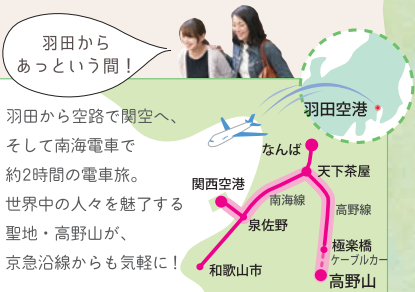 羽田から
あっという間！
羽田から空路で関空へ、
そして南海電車で
約2時間の電車旅。
世界中の人々を魅了する
聖地・高野山が、
京急沿線からも気軽に！
羽田空港
なんば
天下茶屋
関西空港
南海線
高野線
泉佐野
極楽橋
ケーブルカー
和歌山市
高野山